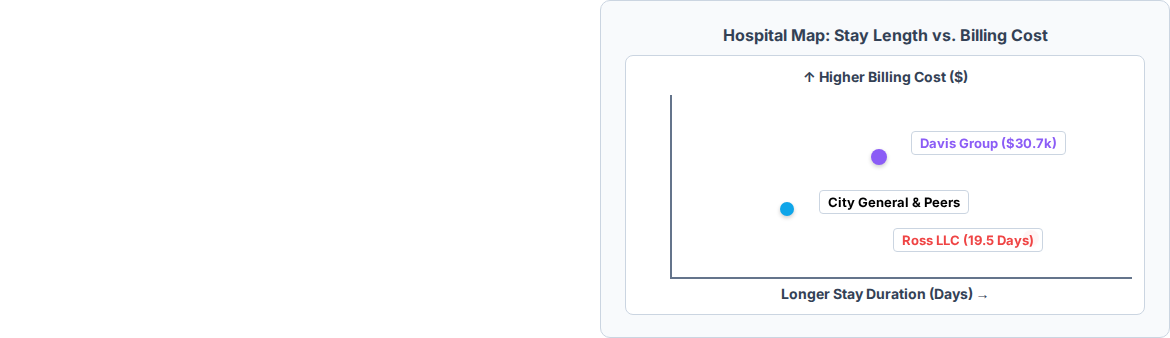 Hospital Map: Stay Length vs. Billing Cost
↑ Higher Billing Cost ($)
Davis Group ($30.7k)
City General & Peers
Ross LLC (19.5 Days)
Longer Stay Duration (Days) →